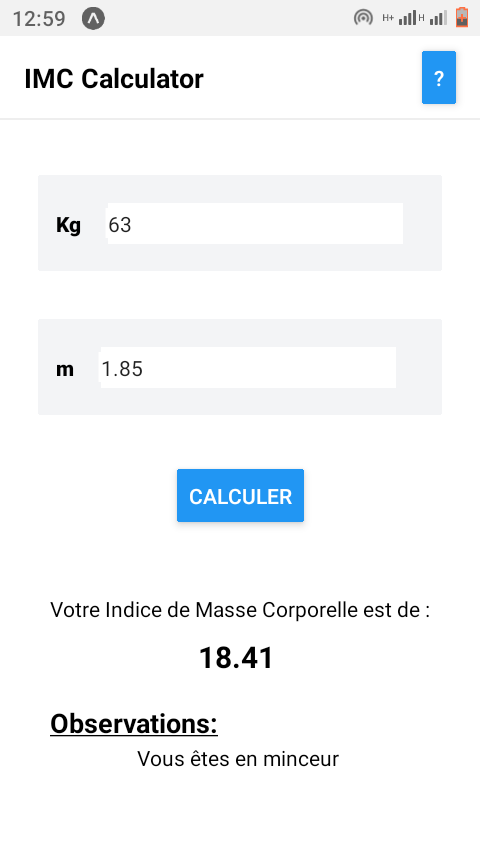 12:59 H+ H
IMC Calculator ?
Kg 63
m 1.85
CALCULER
Votre Indice de Masse Corporelle est de :
18.41
Observations:
Vous êtes en minceur